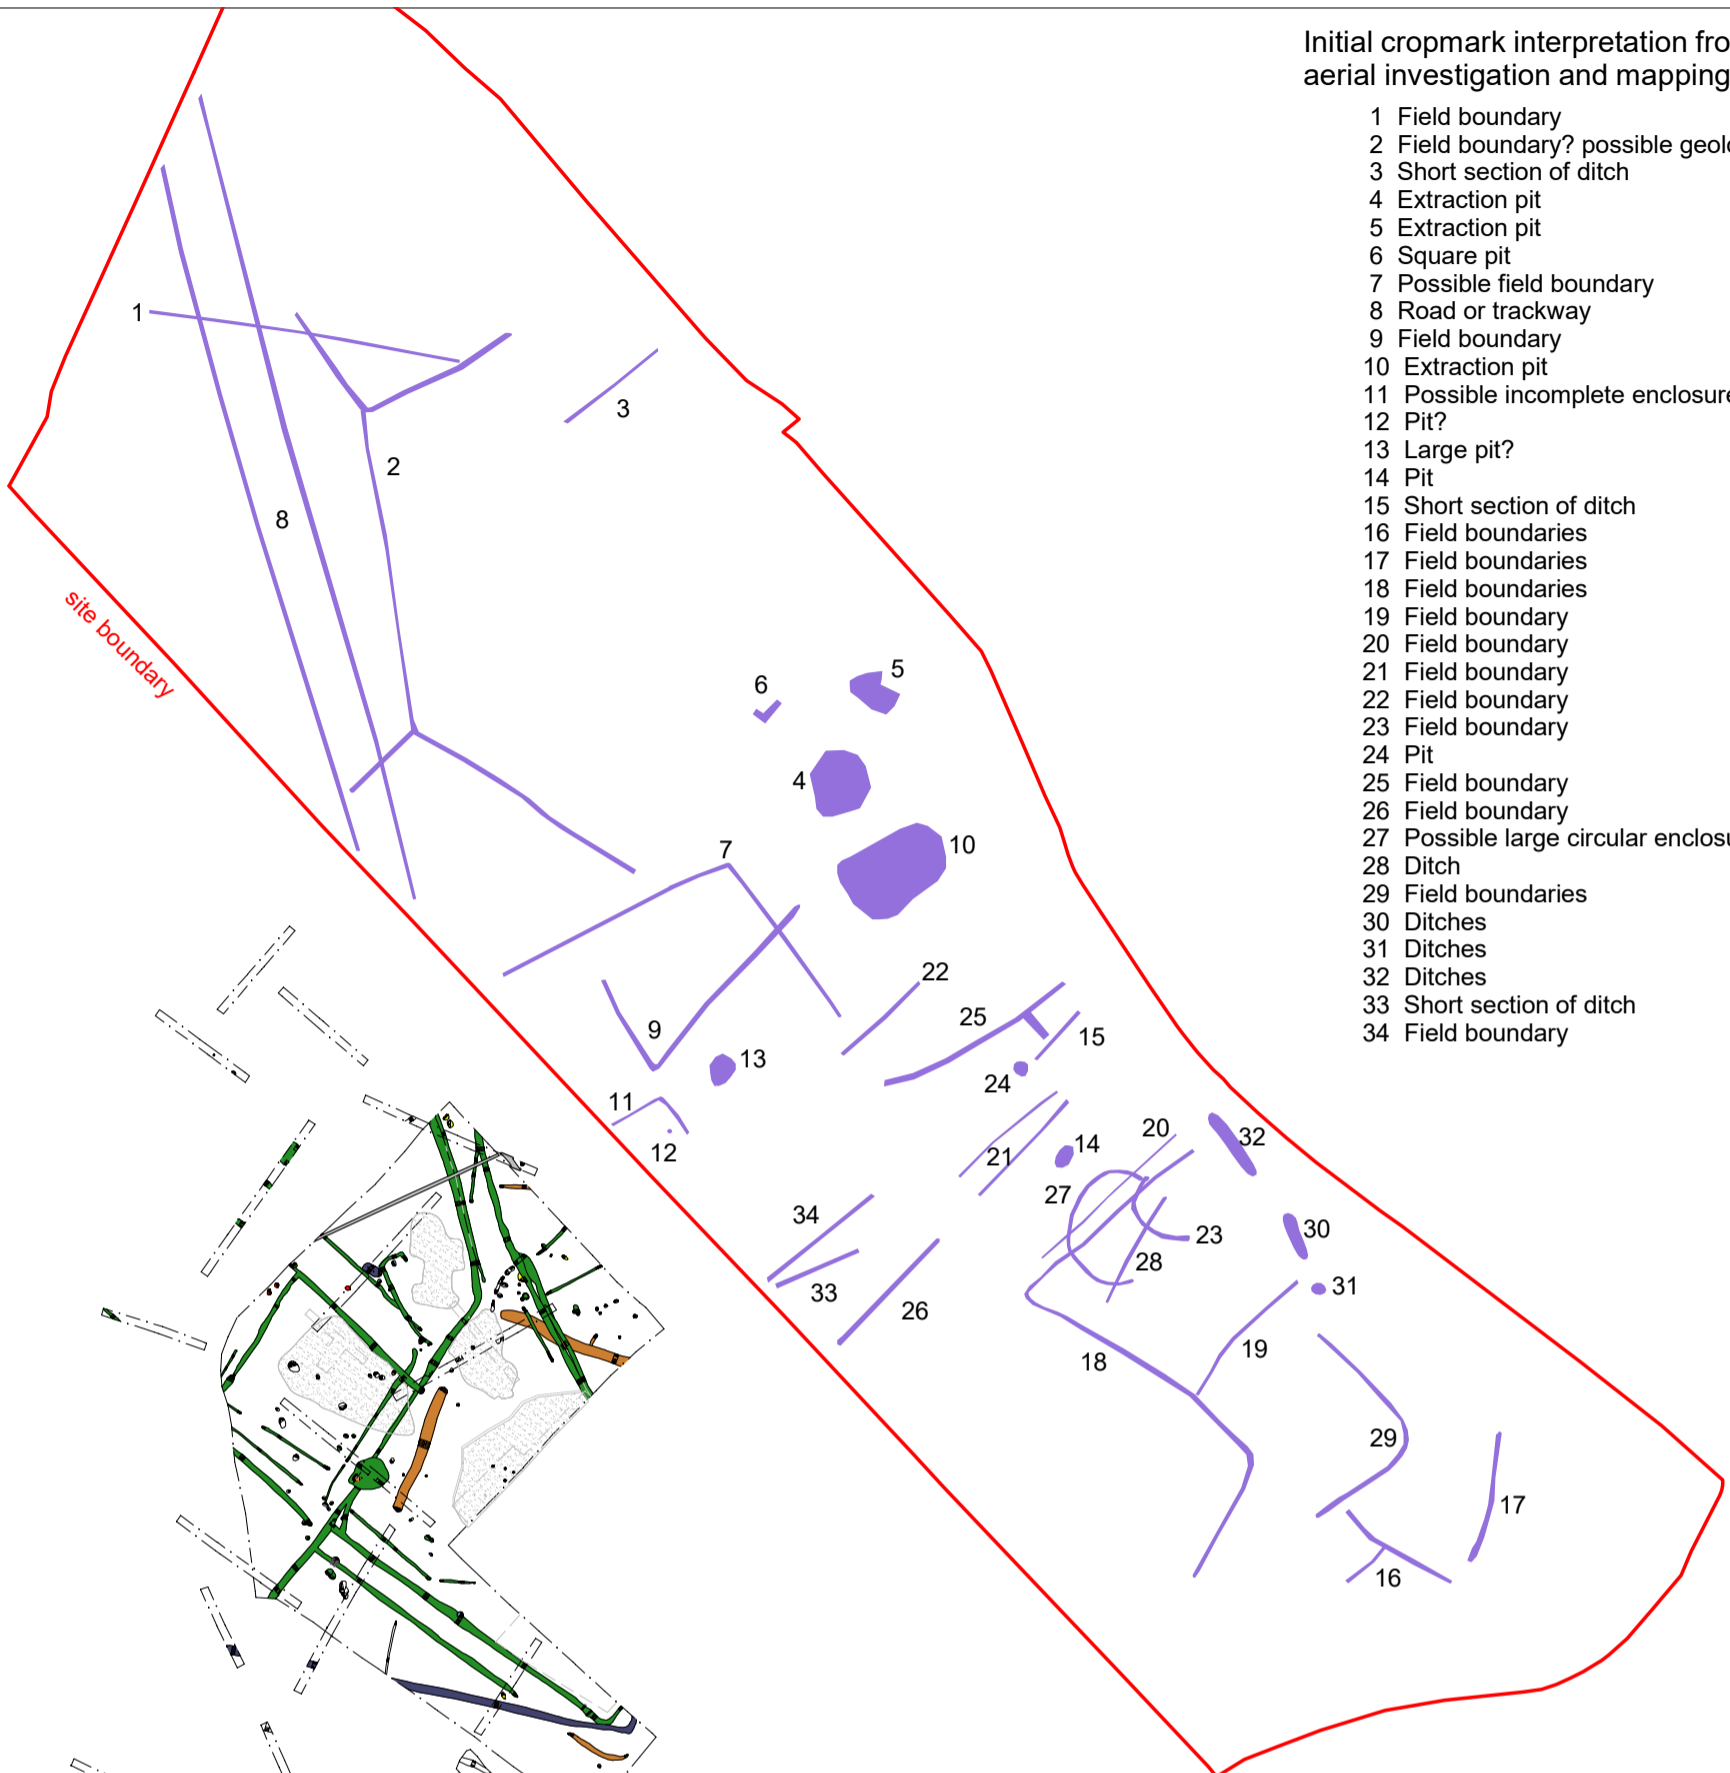 Initial cropmark interpretation
aerial investigation and mapping
1 Field boundary
2 Field boundary? possible
3 Short section of ditch
4 Extraction pit
5 Extraction pit
6 Square pit
7 Possible field boundary
8 Road or trackway
9 Field boundary
10 Extraction pit
11 Possible incomplete enclosure
12 Pit?
13 Large pit?
14 Pit
15 Short section of ditch
16 Field boundaries
17 Field boundaries
18 Field boundaries
19 Field boundary
20 Field boundary
21 Field boundary
22 Field boundary
23 Field boundary
24 Pit
25 Field boundary
26 Field boundary
27 Possible large circular
28 Ditch
29 Field boundaries
30 Ditches
31 Ditches
32 Ditches
33 Short section of ditch
34 Field boundary
1
3
2
8
site boundary
6
5
4
10
7
22
25
9
13
15
24
11
12
21
14
20
32
27
34
23
30
28
31
33
26
19
18
29
17
16